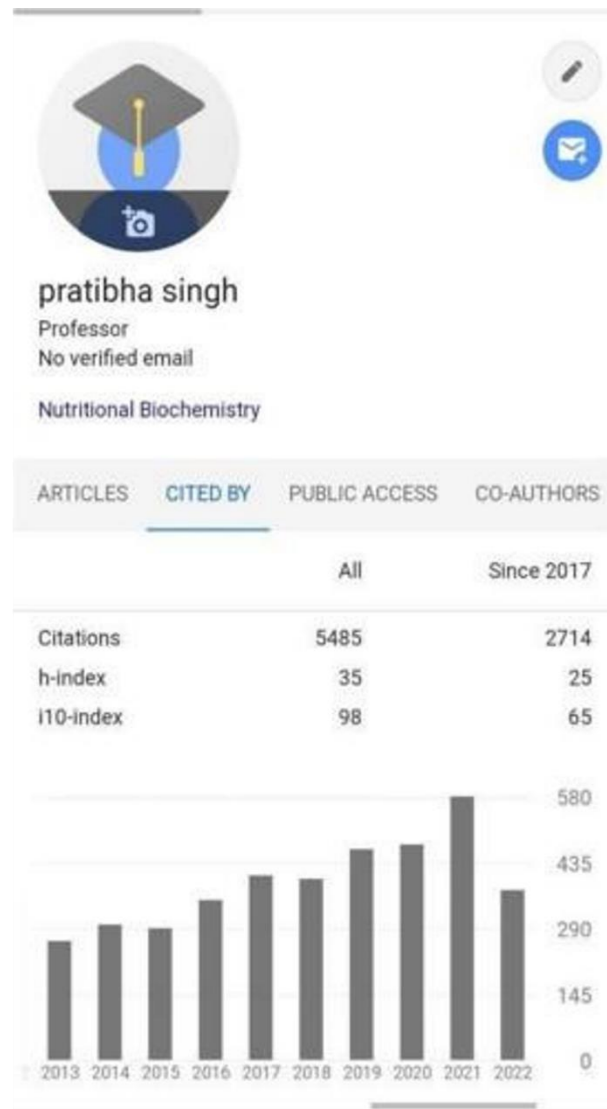 pratibha singh
Professor
No verified email
Nutritional Biochemistry
ARTICLES CITED BY PUBLIC ACCESS CO-AUTHORS
All Since 2017
Citations 5485 2714
h-index 35 25
i10-index 98 65
580
435
290
145
0
2013 2014 2015 2016 2017 2018 2019 2020 2021 2022